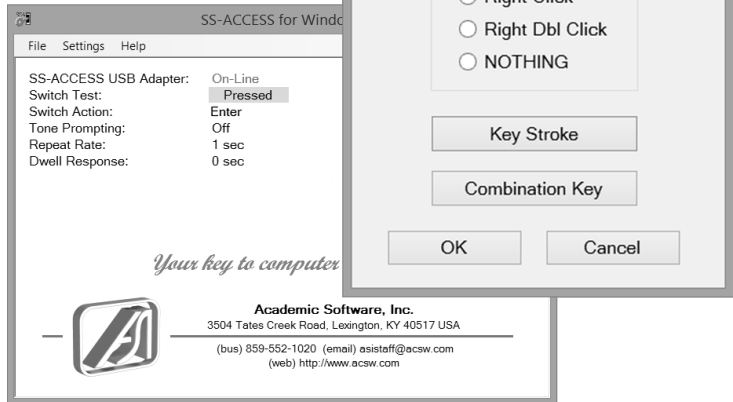 SS-ACCESS for Windo
File Settings Help
SS-ACCESS USB Adapter: On-Line
Switch Test: Pressed
Switch Action: Enter
Tone Prompting: Off
Repeat Rate: 1 sec
Dwell Response: 0 sec
Your key to computer
Academic Software, Inc.
3504 Tates Creek Road, Lexington, KY 40517 USA
(bus) 859-552-1020 (email) asistaff@acsw.com
(web) http://www.acsw.com
Right Click
Right Dbl Click
NOTHING
Key Stroke
Combination Key
OK Cancel